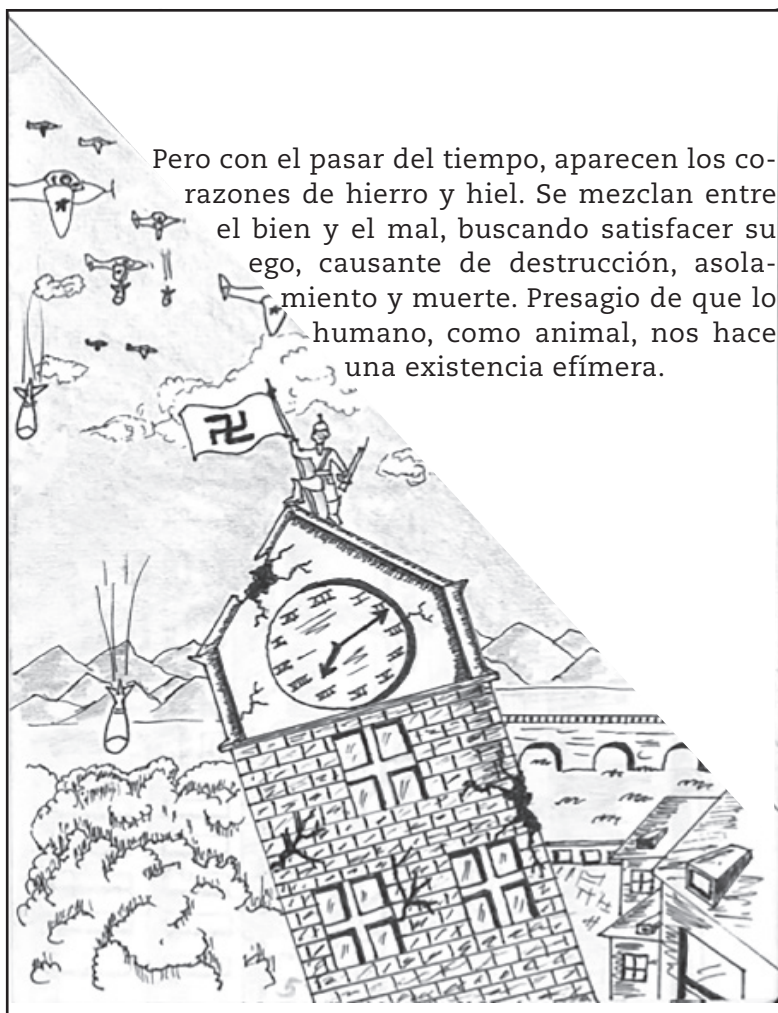 Pero con el pasar del tiempo, aparecen los co-
razones de hierro y hiel. Se mezclan entre
el bien y el mal, buscando satisfacer su
ego, causante de destrucción, asola-
miento y muerte. Presagio de que lo
humano, como animal, nos hace
una existencia efímera.